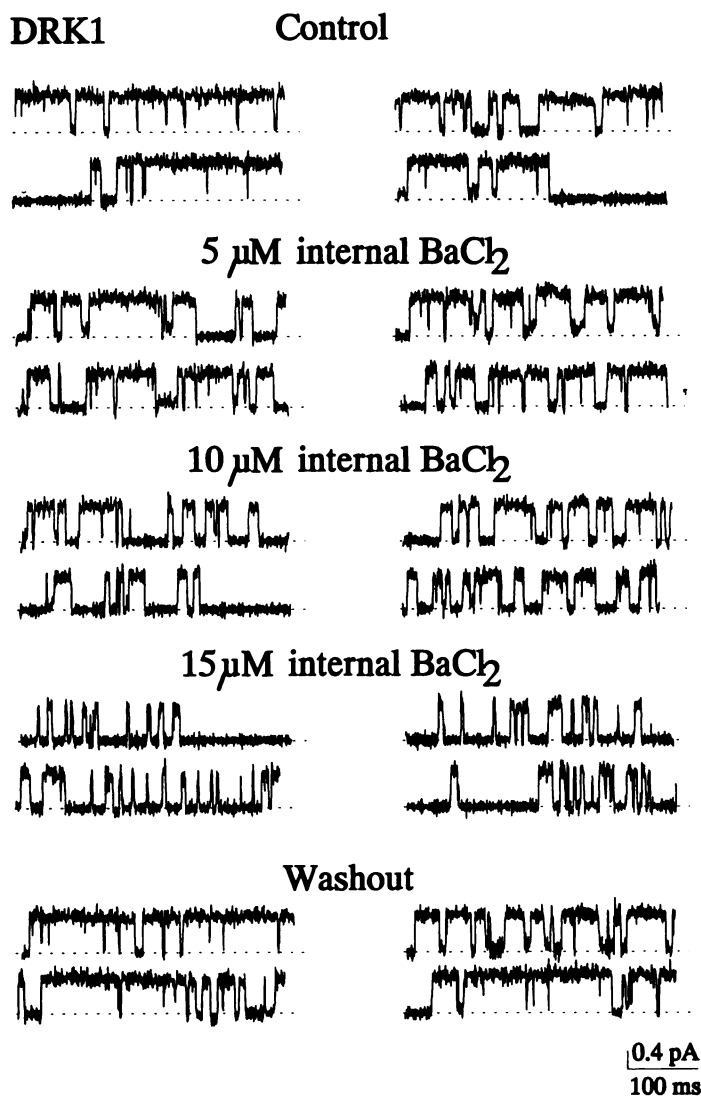 DRK1 Control
5 µM internal BaCl2
10 µM internal BaCl2
15 µM internal BaCl2
Washout
0.4 pA
100 ms